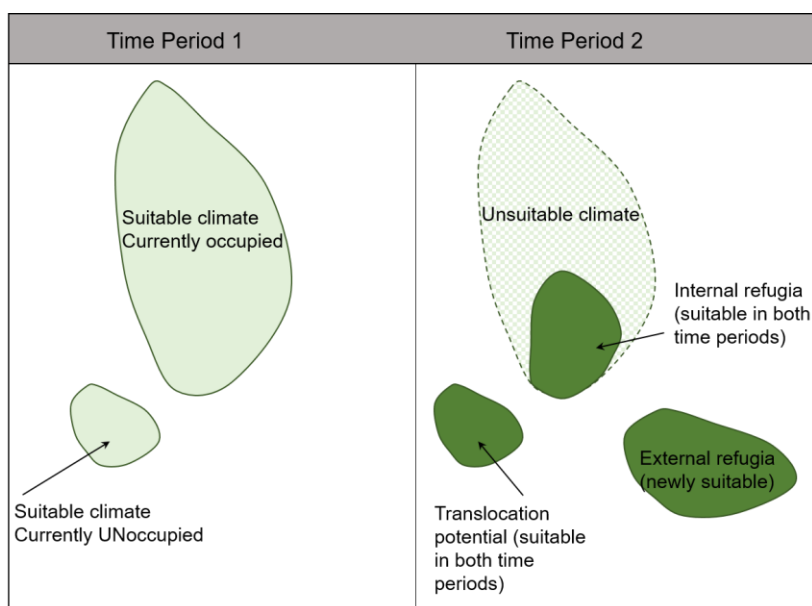 Time Period 1
Time Period 2
Suitable climate
Currently occupied
Suitable climate
Currently UNoccupied
Unsuitable climate
Internal refugia
(suitable in both
time periods)
External refugia
(newly suitable)
Translocation
potential (suitable
in both time
periods)